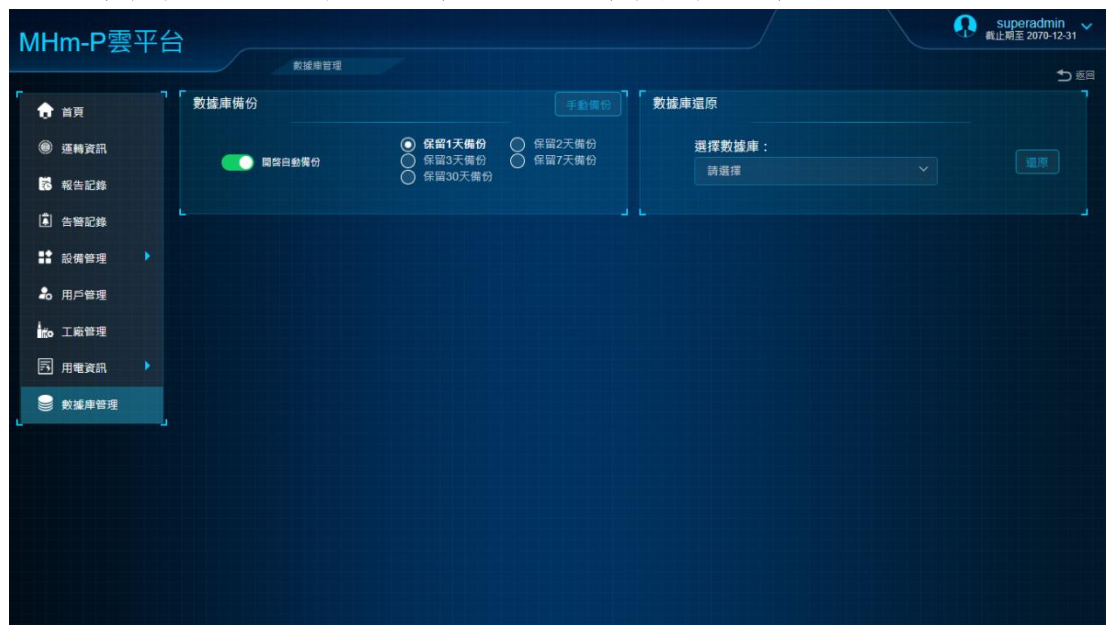 MHm-P雲平台
superadmin
截止期至 2070-12-31
數據庫管理
返回
首頁
運轉資訊
報告記錄
告警記錄
設備管理
用戶管理
工廠管理
用電資訊
數據庫管理
數據庫備份
手動備份
開啟自動備份
保留1天備份
保留2天備份
保留3天備份
保留7天備份
保留30天備份
數據庫還原
選擇數據庫：
請選擇
還原